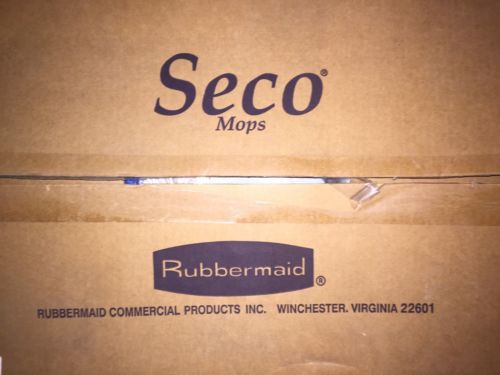 Seco®
Mops
Rubbermaid®
RUBBERMAID COMMERCIAL PRODUCTS INC. WINCHESTER. VIRGINIA 22601